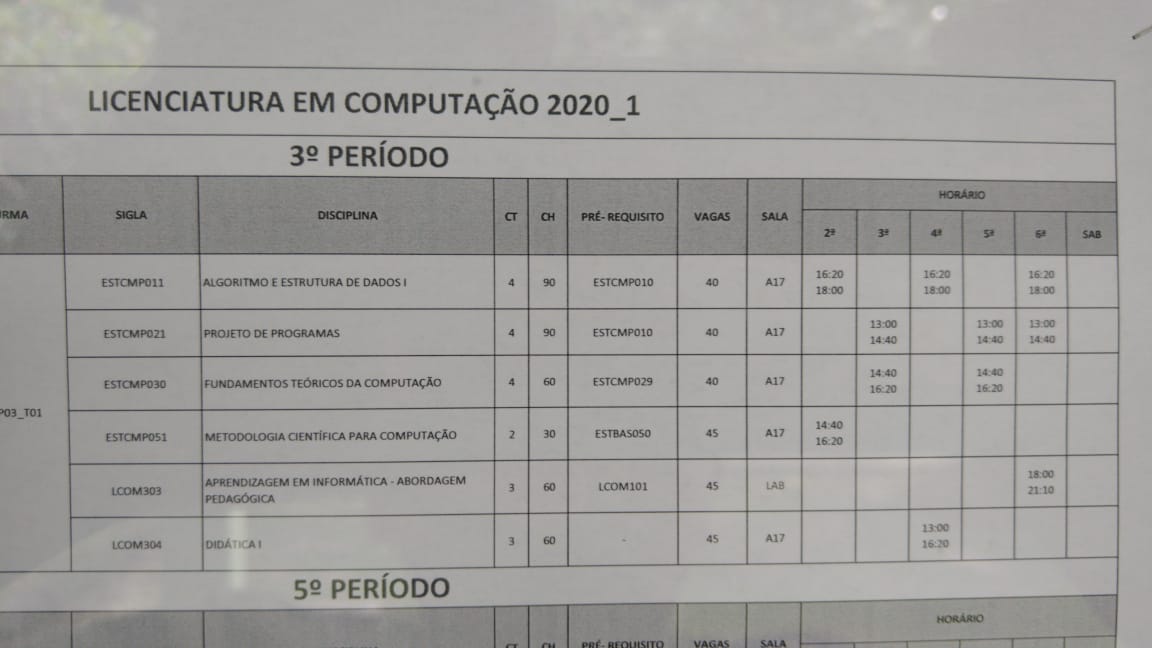 LICENCIATURA EM COMPUTAÇÃO 2020_1
3º PERÍODO
SIGLA DISCIPLINA CT CH PRÉ- REQUISITO VAGAS SALA HORÁRIO
2ª 3ª 4ª 5ª 6ª SAB
ESTCMP011 ALGORITMO E ESTRUTURA DE DADOS I 4 90 ESTCMP010 40 A17 16:20 16:20 16:20
18:00 18:00 18:00
ESTCMP021 PROJETO DE PROGRAMAS 4 90 ESTCMP010 40 A17 13:00 13:00 13:00
14:40 14:40 14:40
ESTCMP030 FUNDAMENTOS TEÓRICOS DA COMPUTAÇÃO 4 60 ESTCMP029 40 A17 14:40 14:40
16:20 16:20
P03_T01
ESTCMP051 METODOLOGIA CIENTÍFICA PARA COMPUTAÇÃO 2 30 ESTBAS050 45 A17 14:40
16:20
LCOM303 APRENDIZAGEM EM INFORMÁTICA - ABORDAGEM 3 60 LCOM101 45 LAB 18:00
PEDAGÓGICA 21:10
LCOM304 DIDÁTICA I 3 60 - 45 A17 13:00
16:20
5º PERÍODO
HORÁRIO
CT CH PRÉ- REQUISITO VAGAS SALA